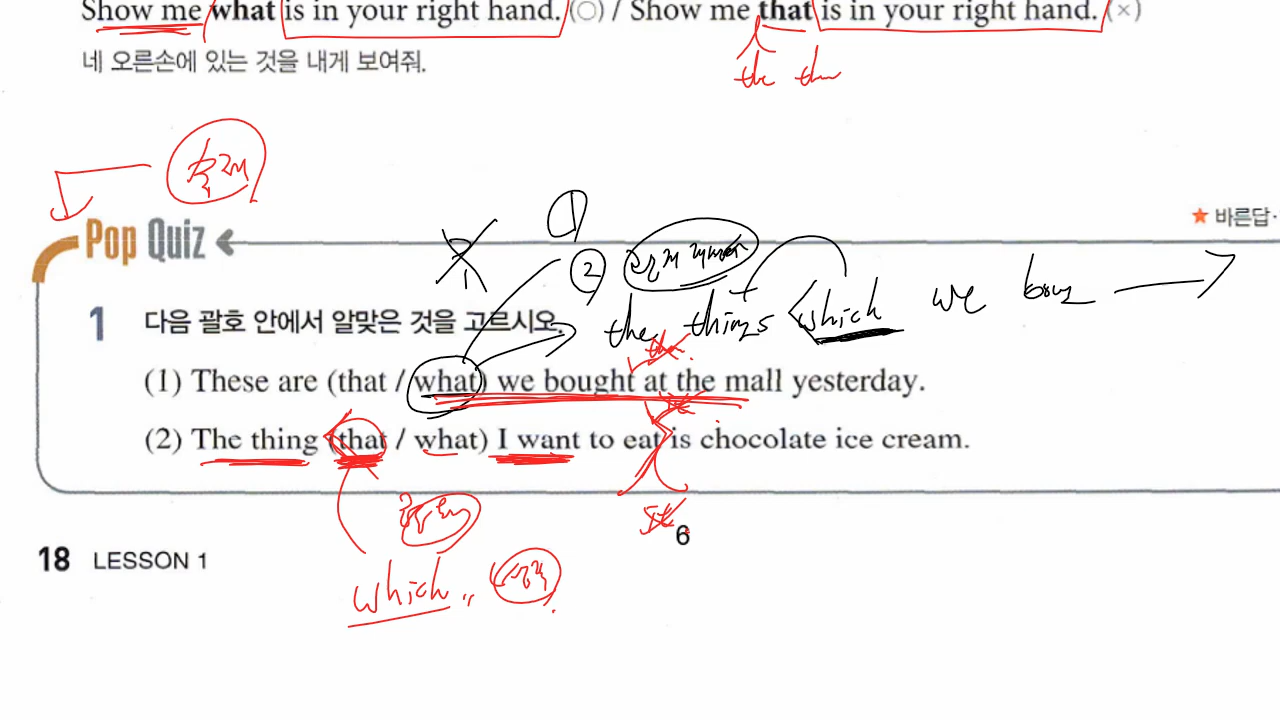 Show me what is in your right hand. (○) / Show me that is in your right hand. (×)
네 오른손에 있는 것을 내게 보여줘.
the
Pop Quiz
★ 바른답·
1
②
the things which we
1 다음 괄호 안에서 알맞은 것을 고르시오.
(1) These are (that / what) we bought at the mall yesterday.
(2) The thing (that / what) I want to eat is chocolate ice cream.
it
6
18 LESSON 1
which